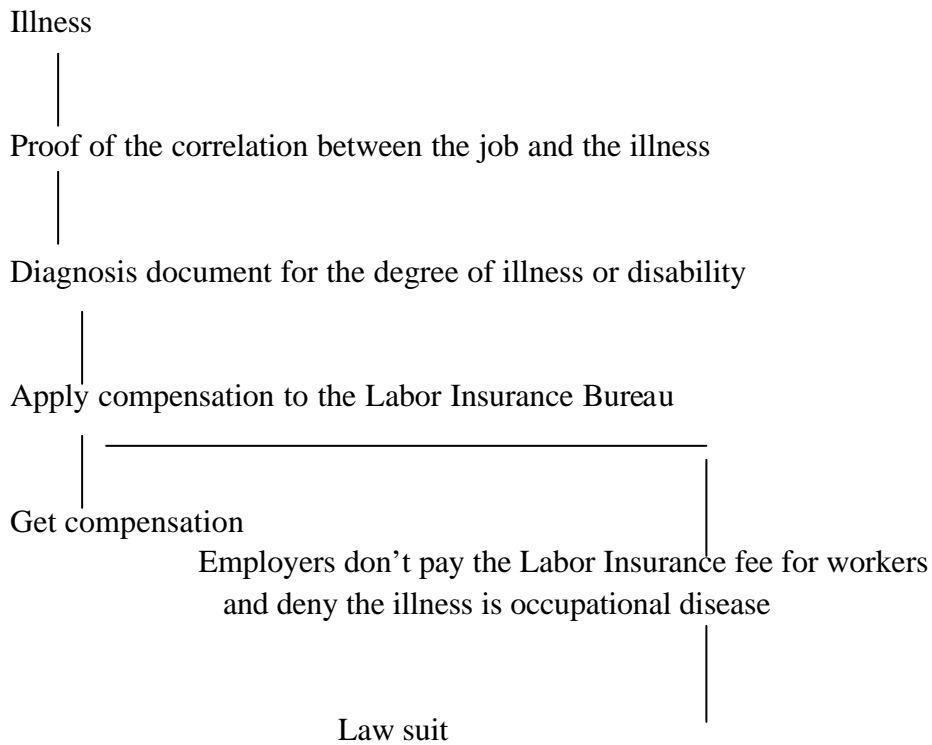 Illness
Proof of the correlation between the job and the illness
Diagnosis document for the degree of illness or disability
Apply compensation to the Labor Insurance Bureau
Get compensation
Employers don’t pay the Labor Insurance fee for workers
and deny the illness is occupational disease
Law suit